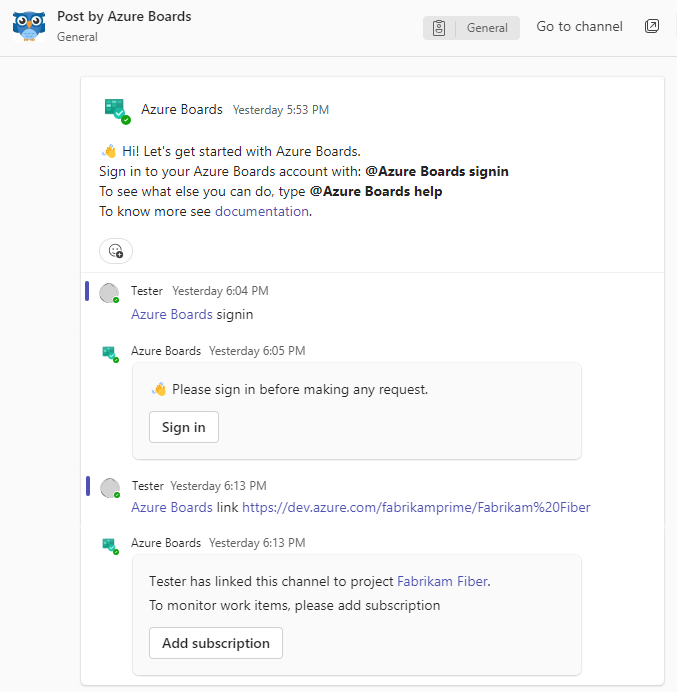 Post by Azure Boards
General
General
Go to channel
Azure Boards Yesterday 5:53 PM
👋 Hi! Let's get started with Azure Boards.
Sign in to your Azure Boards account with: @Azure Boards signin
To see what else you can do, type @Azure Boards help
To know more see documentation.
Tester Yesterday 6:04 PM
Azure Boards signin
Azure Boards Yesterday 6:05 PM
👋 Please sign in before making any request.
Sign in
Tester Yesterday 6:13 PM
Azure Boards link https://dev.azure.com/fabrikamprime/Fabrikam%20Fiber
Azure Boards Yesterday 6:13 PM
Tester has linked this channel to project Fabrikam Fiber.
To monitor work items, please add subscription
Add subscription